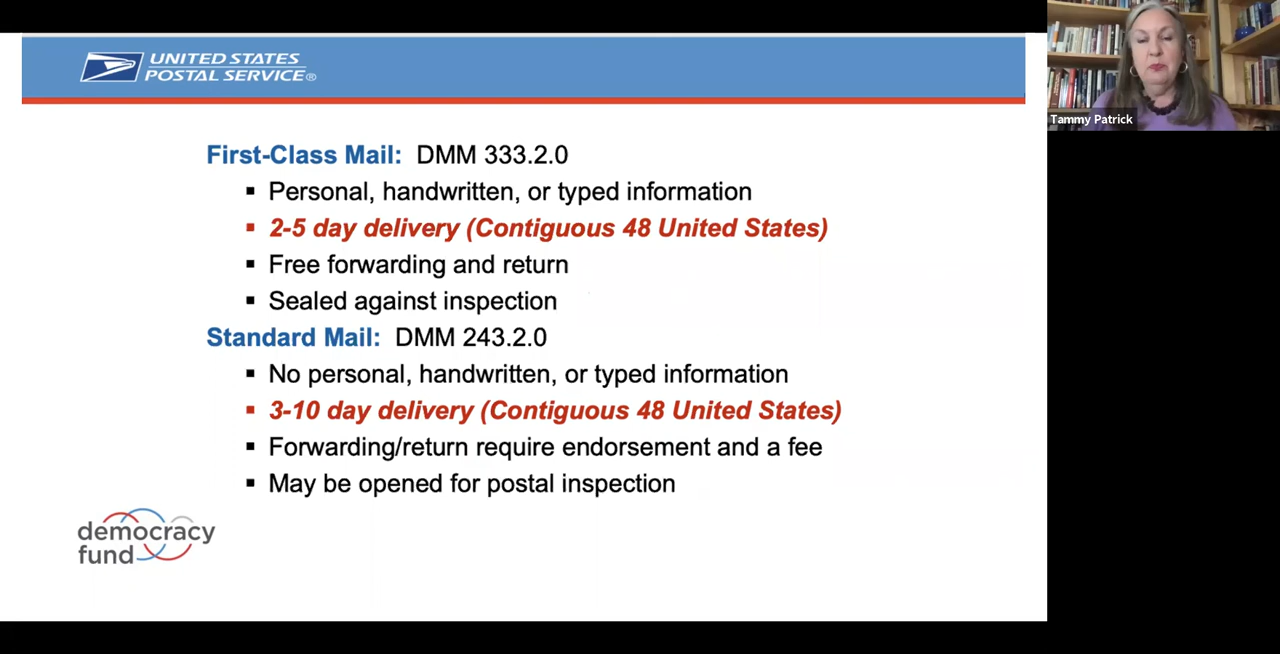 UNITED STATES
POSTAL SERVICE®
Tammy Patrick
First-Class Mail: DMM 333.2.0
▪ Personal, handwritten, or typed information
▪ 2-5 day delivery (Contiguous 48 United States)
▪ Free forwarding and return
▪ Sealed against inspection
Standard Mail: DMM 243.2.0
▪ No personal, handwritten, or typed information
▪ 3-10 day delivery (Contiguous 48 United States)
▪ Forwarding/return require endorsement and a fee
▪ May be opened for postal inspection
democracy
fund